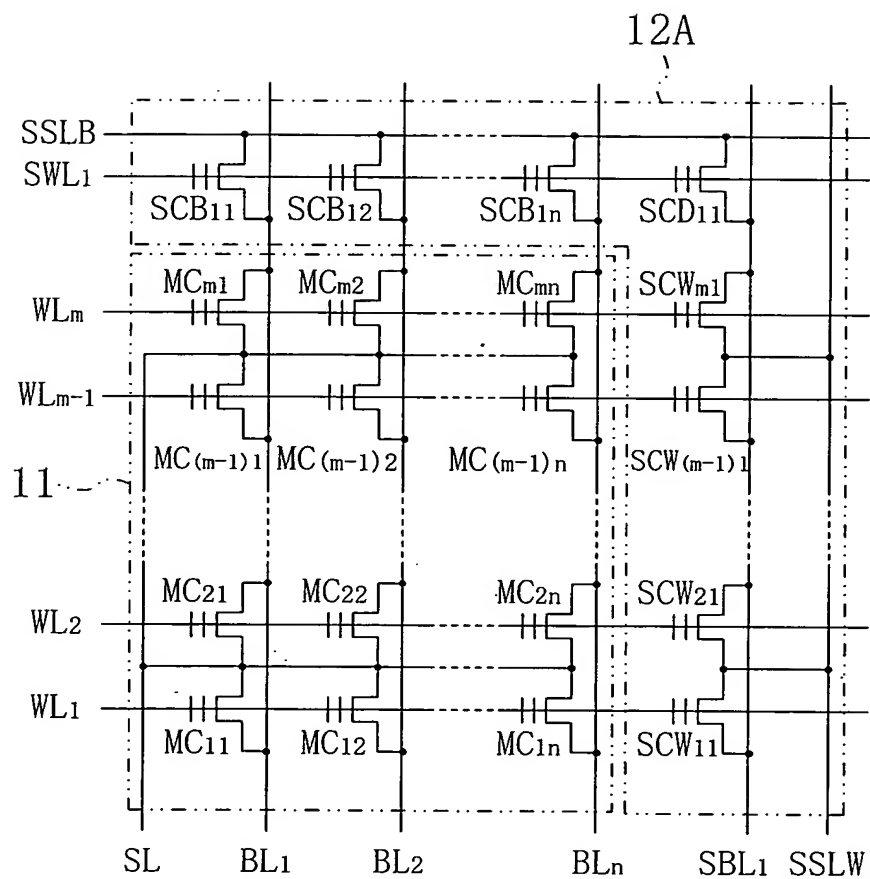 12A
SSLB
SWL1
SCB11 SCB12 SCB1n SCD11
MCm1 MCm2 MCmn SCWm1
WLm
WLm-1
MC(m-1)1 MC(m-1)2 MC(m-1)n SCW(m-1)1
11
MC21 MC22 MC2n SCW21
WL2
WL1
MC11 MC12 MC1n SCW11
SL BL1 BL2 BLn SBL1 SSLW